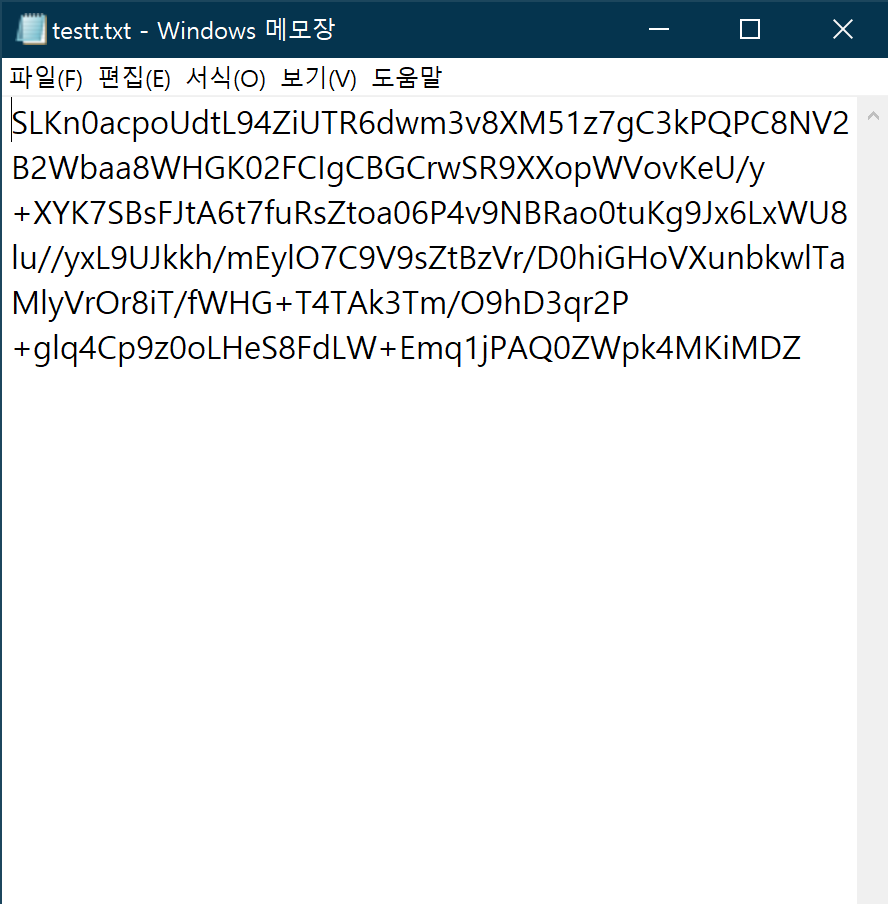 testt.txt - Windows 메모장
파일(F) 편집(E) 서식(O) 보기(V) 도움말
SLKn0acpoUdtL94ZiUTR6dwm3v8XM51z7gC3kPQPC8NV2
B2Wbaa8WHGK02FCIgCBGCrwSR9XXopWVovKeU/y
+XYK7SBsFJtA6t7fuRsZtoa06P4v9NBRao0tuKg9Jx6LxWU8
lu//yxL9UJkkh/mEylO7C9V9sZtBzVr/D0hiGHoVXunbkwlTa
MlyVrOr8iT/fWHG+T4TAk3Tm/O9hD3qr2P
+glq4Cp9z0oLHeS8FdLW+Emq1jPAQ0ZWpk4MKiMDZ